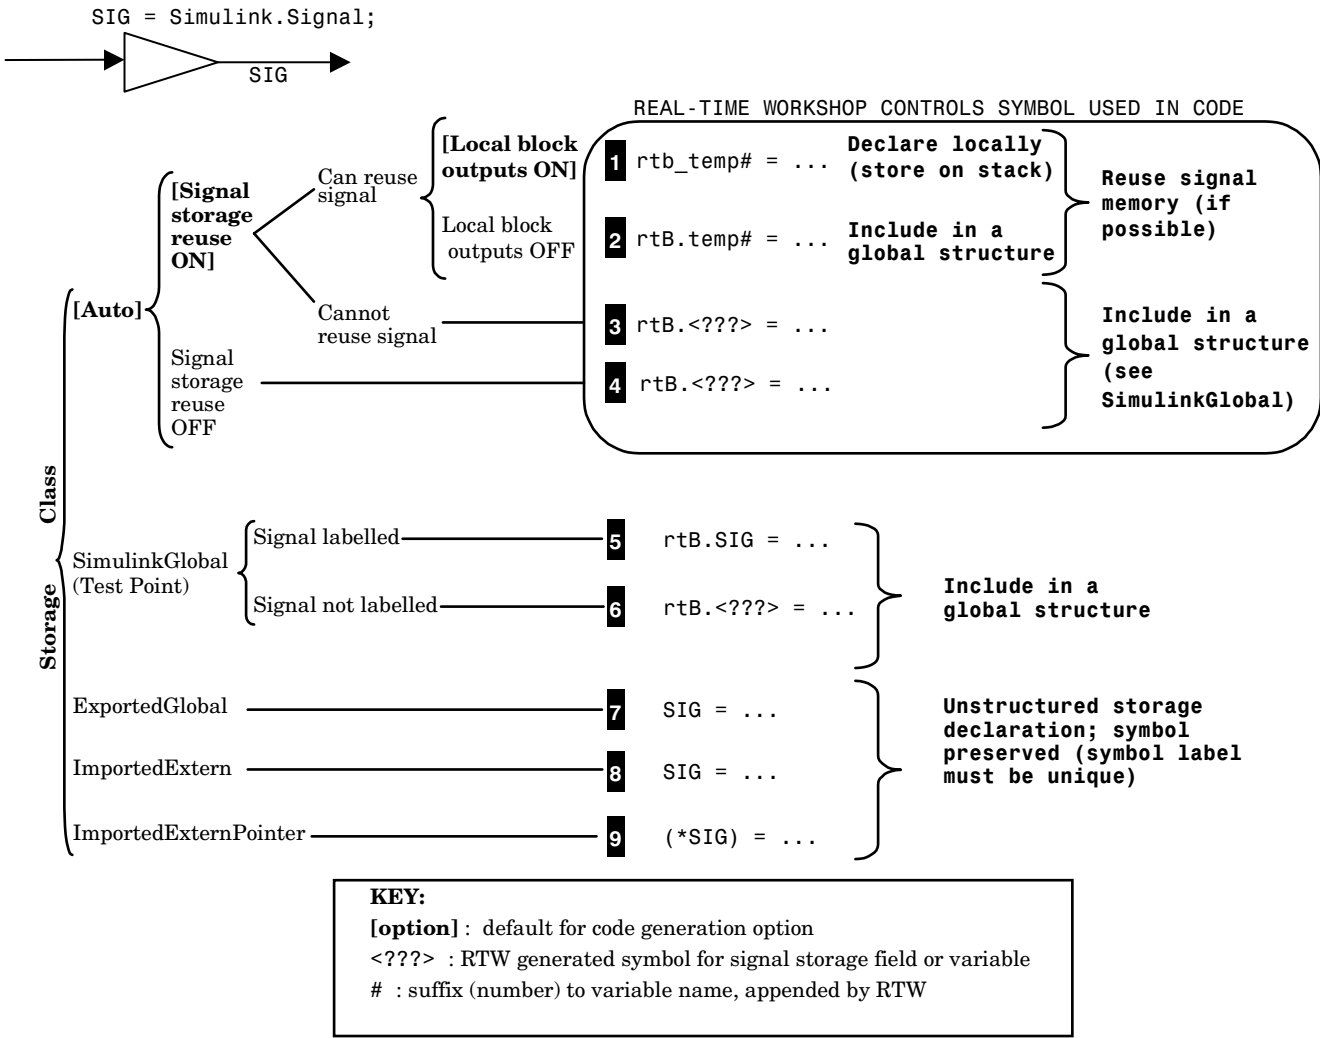 SIG = Simulink.Signal;
SIG
REAL-TIME WORKSHOP CONTROLS SYMBOL USED IN CODE
Storage Class
[Auto]
[Signal
storage
reuse
ON]
Can reuse
signal
[Local block
outputs ON]
1 rtb_temp# = ...
Declare locally
(store on stack)
Local block
outputs OFF
2 rtB.temp# = ...
Include in a
global structure
Reuse signal
memory (if
possible)
Cannot
reuse signal
3 rtB.<???> = ...
Signal
storage
reuse
OFF
4 rtB.<???> = ...
Include in a
global structure
(see
SimulinkGlobal)
SimulinkGlobal
(Test Point)
Signal labelled
5 rtB.SIG = ...
Signal not labelled
6 rtB.<???> = ...
Include in a
global structure
ExportedGlobal
7 SIG = ...
ImportedExtern
8 SIG = ...
ImportedExternPointer
9 (*SIG) = ...
Unstructured storage
declaration; symbol
preserved (symbol label
must be unique)
KEY:
[option] : default for code generation option
<???> : RTW generated symbol for signal storage field or variable
# : suffix (number) to variable name, appended by RTW